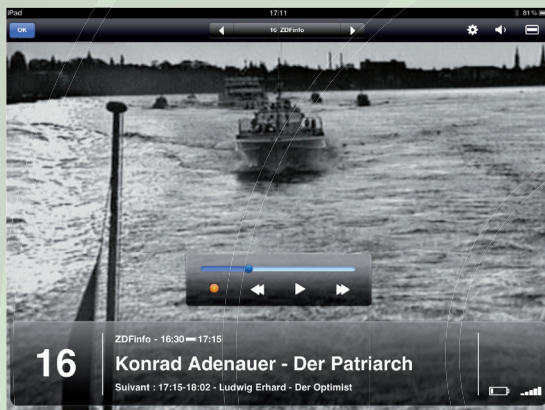 iPad 17:11 81 %
OK 16 ZDFinfo
ZDFinfo - 16:30 17:15
16
Konrad Adenauer - Der Patriarch
Suivant : 17:15-18:02 - Ludwig Erhard - Der Optimist